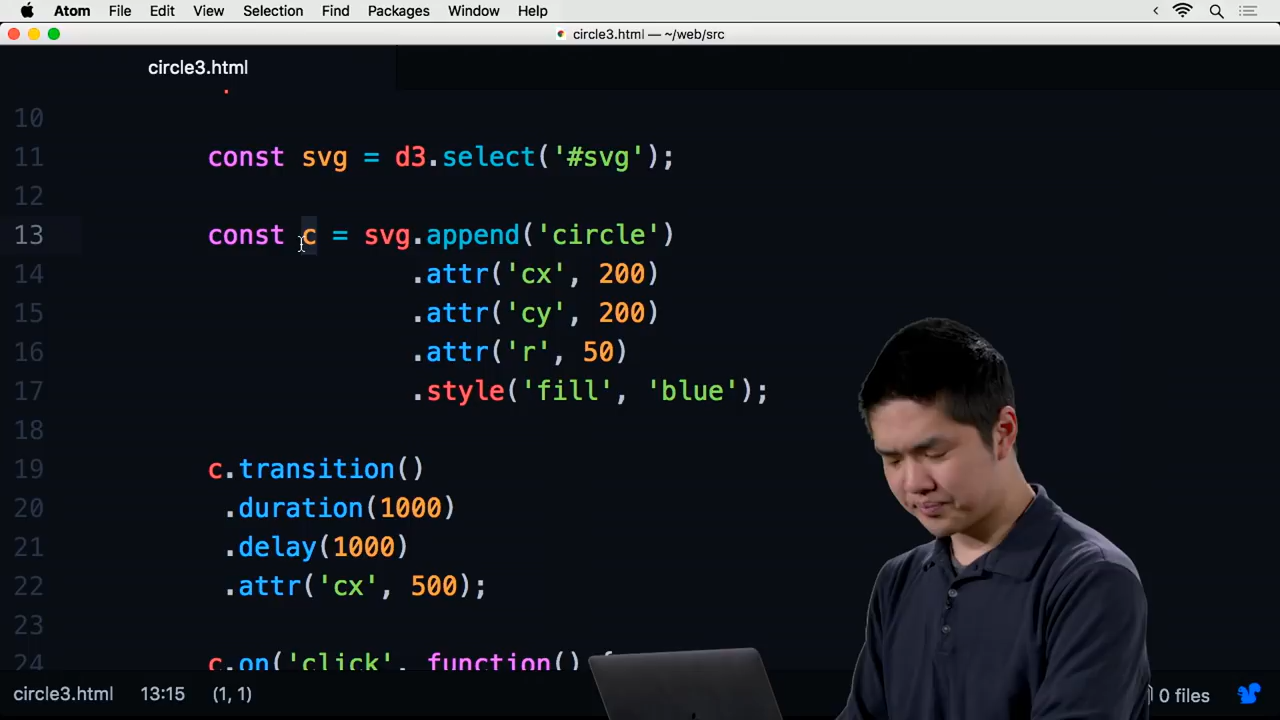 Atom File Edit View Selection Find Packages Window Help
circle3.html — ~/web/src
circle3.html
10
11 const svg = d3.select('#svg');
12
13 const c = svg.append('circle')
14 .attr('cx', 200)
15 .attr('cy', 200)
16 .attr('r', 50)
17 .style('fill', 'blue');
18
19 c.transition()
20 .duration(1000)
21 .delay(1000)
22 .attr('cx', 500);
23
24 c.on('click', function() {
circle3.html 13:15 (1, 1) 0 files